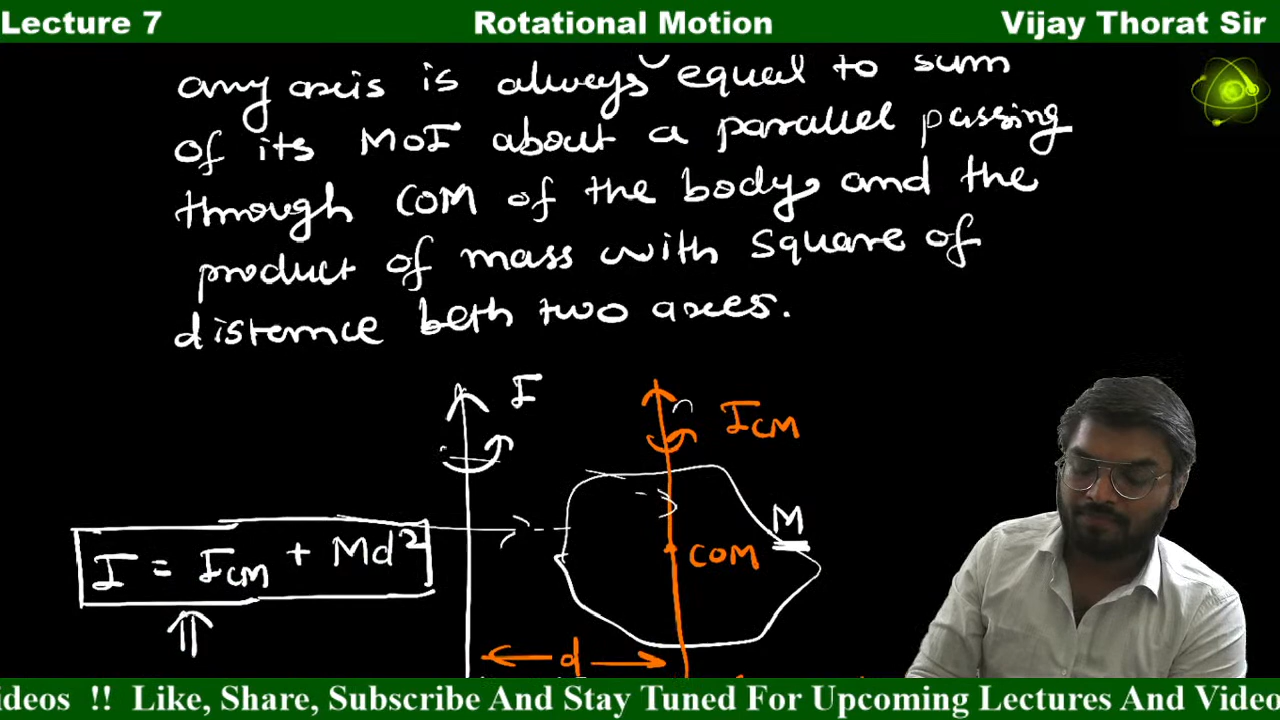 Lecture 7
Rotational Motion
Vijay Thorat Sir
any axis is always equal to sum
of its MoI about a parallel passing
through COM of the body and the
product of mass with square of
distance betn two axes.
I
ICM
M
COM
I = ICM + Md²
d
ideos !! Like, Share, Subscribe And Stay Tuned For Upcoming Lectures And Video